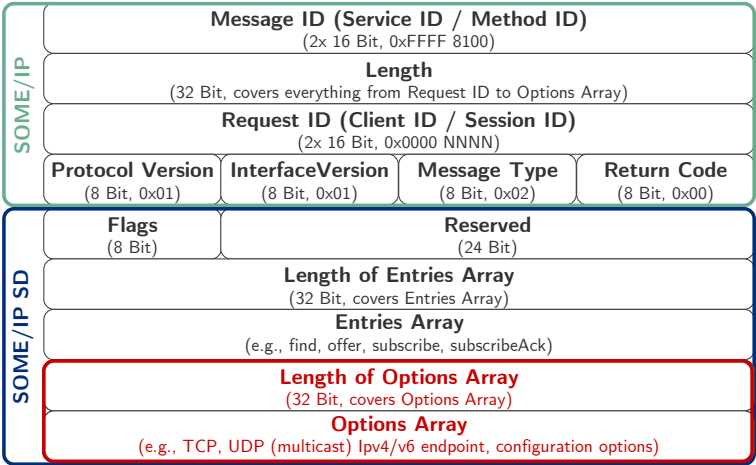 SOME/IP
Message ID (Service ID / Method ID)
(2x 16 Bit, 0xFFFF 8100)
Length
(32 Bit, covers everything from Request ID to Options Array)
Request ID (Client ID / Session ID)
(2x 16 Bit, 0x0000 NNNN)
Protocol Version InterfaceVersion Message Type Return Code
(8 Bit, 0x01) (8 Bit, 0x01) (8 Bit, 0x02) (8 Bit, 0x00)
SOME/IP SD
Flags Reserved
(8 Bit) (24 Bit)
Length of Entries Array
(32 Bit, covers Entries Array)
Entries Array
(e.g., find, offer, subscribe, subscribeAck)
Length of Options Array
(32 Bit, covers Options Array)
Options Array
(e.g., TCP, UDP (multicast) Ipv4/v6 endpoint, configuration options)